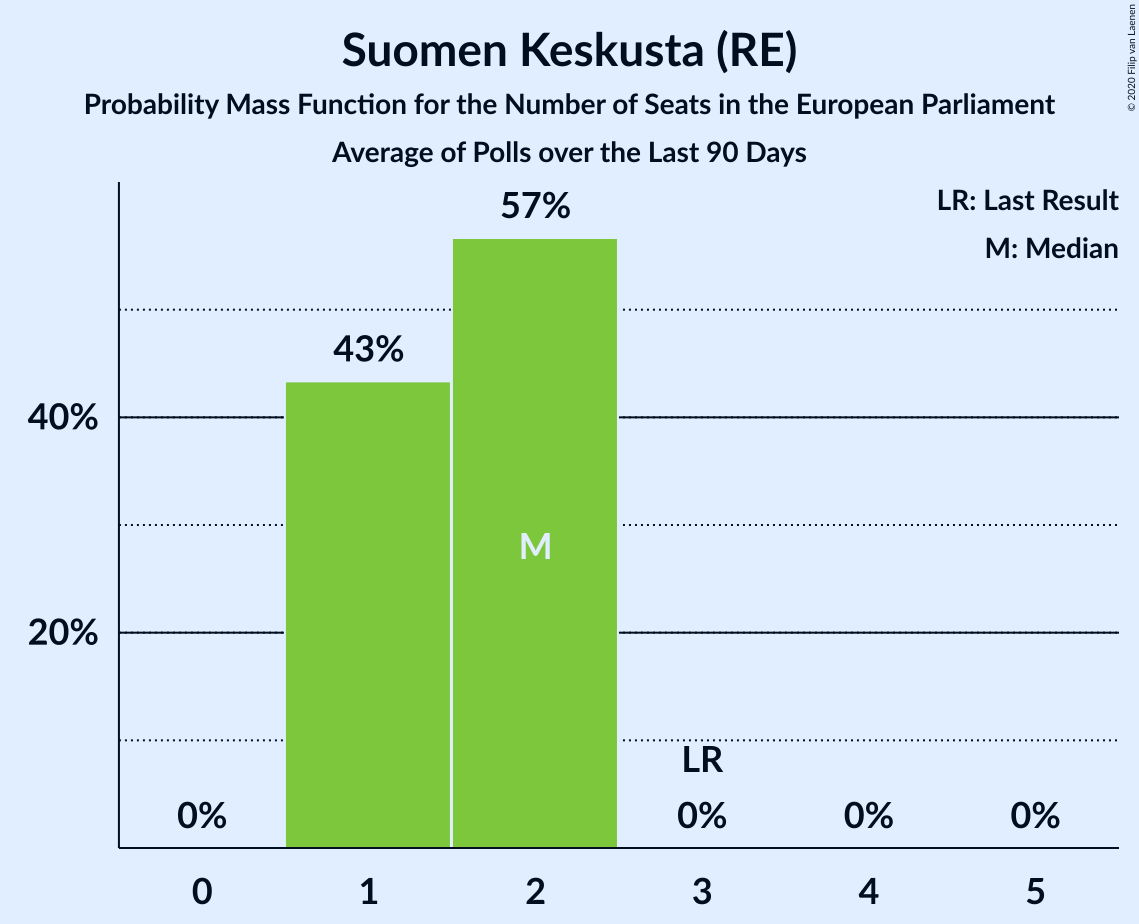 Suomen Keskusta (RE)
Probability Mass Function for the Number of Seats in the European Parliament
Average of Polls over the Last 90 Days
© 2020 Filip van Laenen
LR: Last Result
M: Median
57%
43%
40%
M
20%
LR
0%
0%
0%
0%
0
1
2
3
4
5